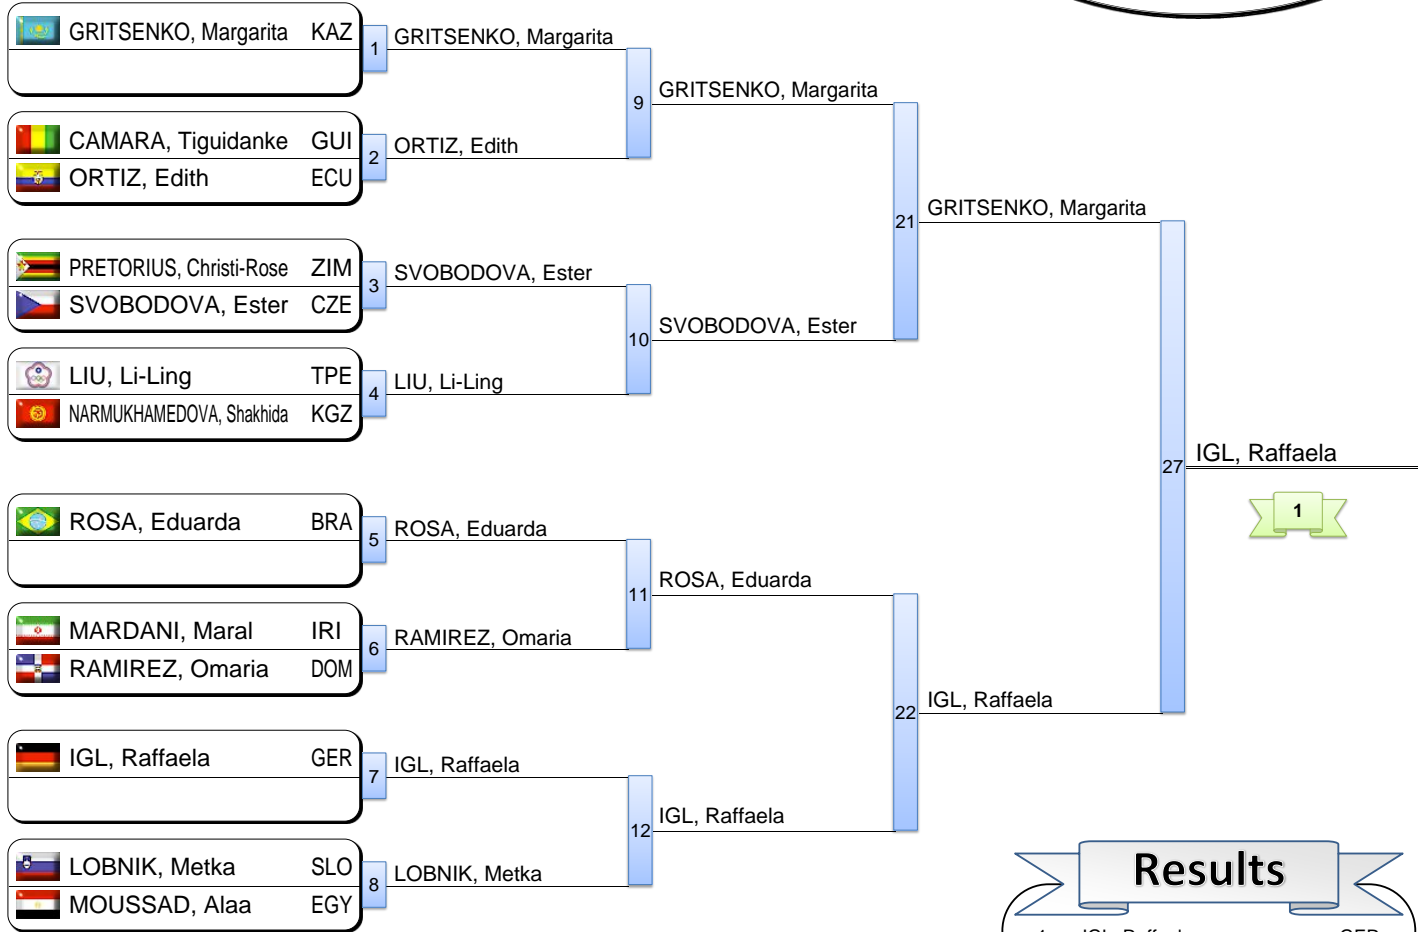 GRITSENKO, Margarita KAZ
1 GRITSENKO, Margarita
9 GRITSENKO, Margarita
CAMARA, Tiguidanke GUI
2 ORTIZ, Edith
ORTIZ, Edith ECU
21 GRITSENKO, Margarita
PRETORIUS, Christi-Rose ZIM
3 SVOBODOVA, Ester
SVOBODOVA, Ester CZE
10 SVOBODOVA, Ester
LIU, Li-Ling TPE
4 LIU, Li-Ling
NARMUKHAMEDOVA, Shakhida KGZ
27 IGL, Raffaela
1
ROSA, Eduarda BRA
5 ROSA, Eduarda
11 ROSA, Eduarda
MARDANI, Maral IRI
6 RAMIREZ, Omaria
RAMIREZ, Omaria DOM
22 IGL, Raffaela
IGL, Raffaela GER
7 IGL, Raffaela
12 IGL, Raffaela
LOBNIK, Metka SLO
8 LOBNIK, Metka
MOUSSAD, Alaa EGY
Results